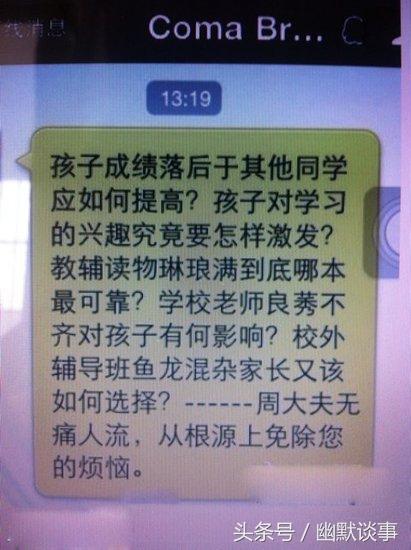 线消息
Coma Br...
13:19
孩子成绩落后于其他同学
应如何提高？孩子对学习
的兴趣究竟要怎样激发？
教辅读物琳琅满到底哪本
最可靠？学校老师良莠不
齐对孩子有何影响？校外
辅导班鱼龙混杂家长又该
如何选择？------周大夫无
痛人流，从根源上免除您
的烦恼。
头条号 / 幽默谈事